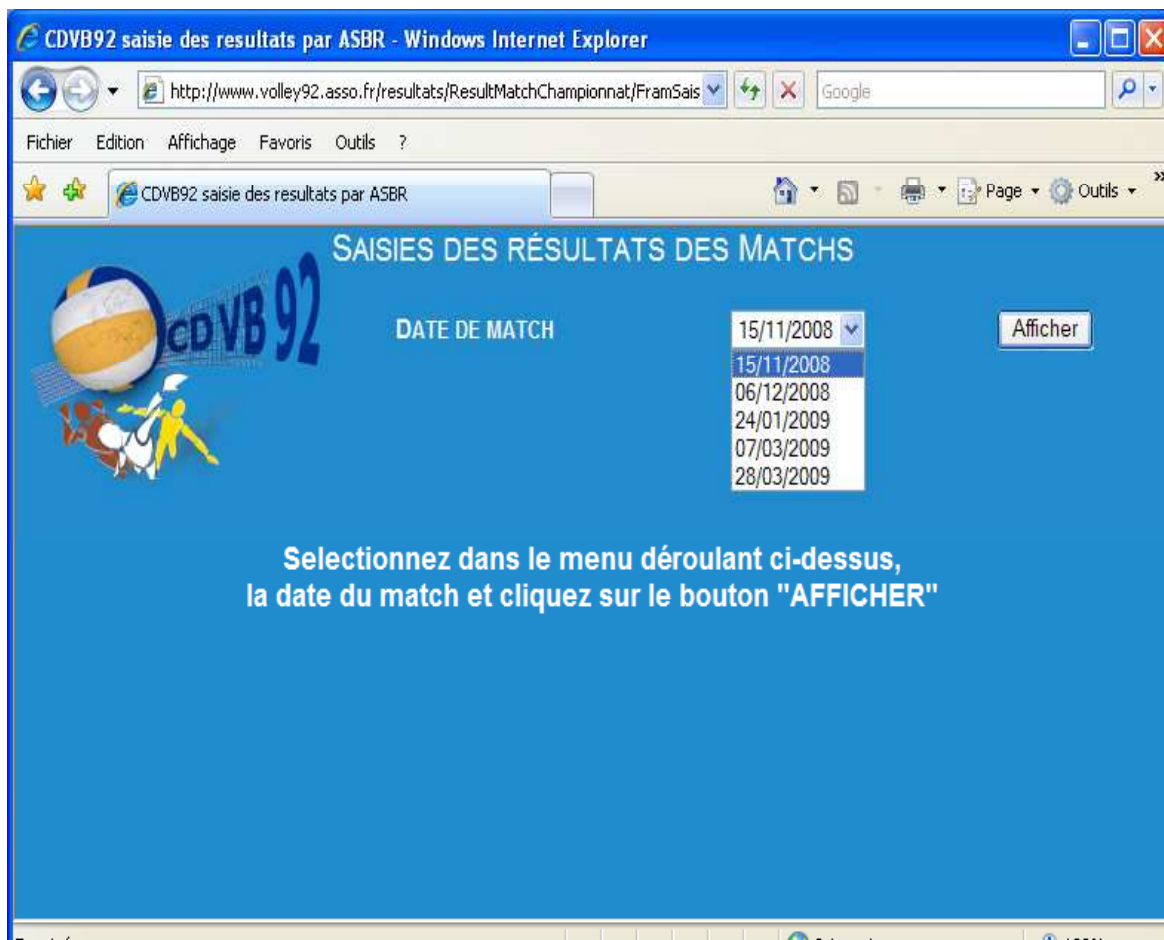 CDVB92 saisie des resultats par ASBR - Windows Internet Explorer
http://www.volley92.asso.fr/resultats/ResultMatchChampionnat/FramSais
Google
Fichier Edition Affichage Favoris Outils ?
CDVB92 saisie des resultats par ASBR
Page Outils »
SAISIES DES RÉSULTATS DES MATCHS
CDVB 92
DATE DE MATCH 15/11/2008 Afficher
15/11/2008
06/12/2008
24/01/2009
07/03/2009
28/03/2009
Selectionnez dans le menu déroulant ci-dessus,
la date du match et cliquez sur le bouton "AFFICHER"